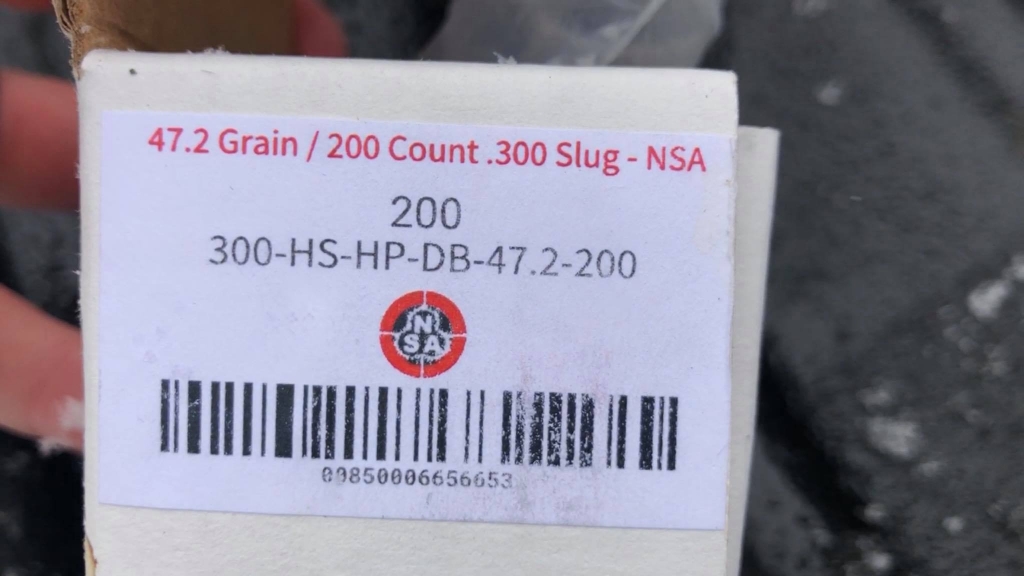 47.2 Grain / 200 Count .300 Slug - NSA
200
300-HS-HP-DB-47.2-200
N
SA
00850006656653